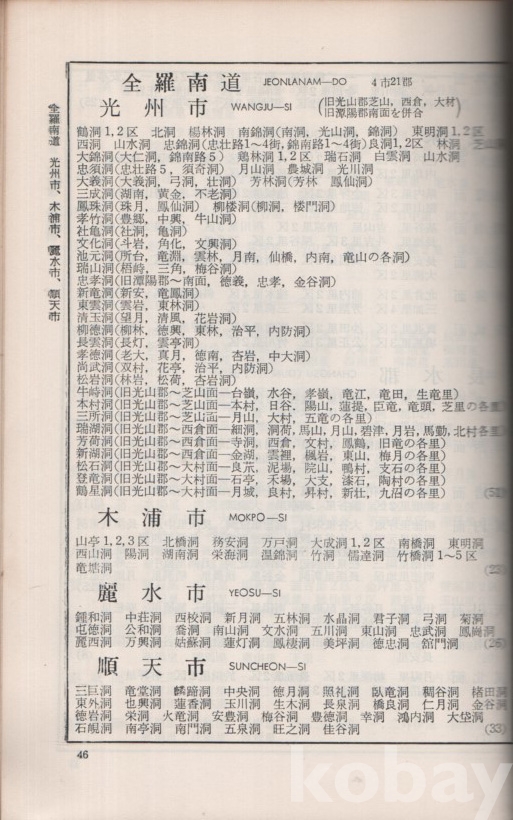 全羅南道 JEONLANAM—DO 4市21郡
光州市 WANGJU—SI (旧光山郡芝山，西倉，大村 旧潭陽郡南面を併合)
鶴洞1,2区 北洞 楊林洞 南錦洞(南洞，光山洞，錦洞) 東明洞1,2区
西洞 山水洞 忠錦洞(忠壮路1～4街，錦南路1～4街)良洞1,2区 林洞
大錦洞(大仁洞，錦南路5) 鶏林洞1,2区 瑞石洞 白雲洞 山水洞
忠須洞(忠壮路5，須奇洞) 月山洞 農城洞 光川洞
大義洞(大義洞，弓洞，壮洞) 芳林洞(芳林 鳳仙洞)
三成洞(湖南，黄金，不老洞)
鳳珠洞(珠月，鳳仙洞) 柳楼洞(柳洞，楼門洞)
孝竹洞(豊郷，中興，牛山洞)
社亀洞(社洞，亀洞)
文化洞(斗岩，角化，文興洞)
池元洞(所台，竜淵，雲林，月南，仙橋，内南，竜山の各洞)
瑞山洞(梧峙，三角，梅谷洞)
忠孝洞(旧潭陽郡～南面，徳義，忠孝，金谷洞)
新竜洞(新安，竜鳳洞)
東雲洞(雲岩，東林洞)
清玉洞(望月，清風，花岩洞)
柳徳洞(柳林，徳興，東林，治平，内防洞)
長雲洞(長灯，雲亭洞)
孝徳洞(老大，真月，徳南，杏岩，中大洞)
尚武洞(双村，花亭，治平，内防洞)
松岩洞(林岩，松荷，杏岩洞)
牛峙洞(旧光山郡～芝山面—台嶺，水谷，孝嶺，竜江，竜田，生竜里)
本村洞(旧光山郡～芝山面—本村，日谷，陽山，蓮提，臣竜，竜頭，芝里の各里)
三所洞(旧光山郡～芝山面—月山，大村，五竜の各里)
瑞湖洞(旧光山郡～西倉面—細洞，洞荷，馬山，月山，碧津，月岩，馬勤，北村各里)
芳荷洞(旧光山郡～西倉面—寺洞，西倉，文村，鳳鶴，旧竜の各里)
新湖洞(旧光山郡～西倉面—金湖，雲裡，楓岩，東山，梅月の各里)
松石洞(旧光山郡～大村面—良苽，泥場，院山，鴨村，支石の各里)
登竜洞(旧光山郡～大村面—石亭，禾場，大支，漆石，陶村の各里)
鶴星洞(旧光山郡～大村面—月城，良村，昇村，新壮，九沼の各里)
木浦市 MOKPO—SI
山亭1,2,3区 北橋洞 務安洞 万戸洞 大成洞1,2区 南橋洞 東明洞
西山洞 陽洞 湖南洞 栄海洞 温錦洞 竹洞 儒達洞 竹橋洞1～5区
竜塘洞 (23)
麗水市 YEOSU—SI
鍾和洞 中荘洞 西校洞 新月洞 五林洞 水晶洞 君子洞 弓洞 菊洞
屯徳洞 公和洞 喬洞 南山洞 文水洞 五川洞 東山洞 忠武洞 鳳崗洞
麗西洞 万興洞 姑蘇洞 蓮灯洞 鳳棲洞 美坪洞 徳忠洞 舘門洞 (26)
順天市 SUNCHEON—SI
三巨洞 竜堂洞 麟蹄洞 中央洞 徳月洞 照礼洞 臥竜洞 稠谷洞 楮田洞
東外洞 也興洞 蓮香洞 玉川洞 生木洞 長泉洞 橋良洞 仁月洞 金谷洞
徳岩洞 栄洞 火竜洞 安豊洞 梅谷洞 豊徳洞 幸洞 鴻内洞 大垈洞
石峴洞 南亭洞 南門洞 五泉洞 旺之洞 佳谷洞 (33)
全羅南道 光州市、木浦市、麗水市、順天市
46
kobay